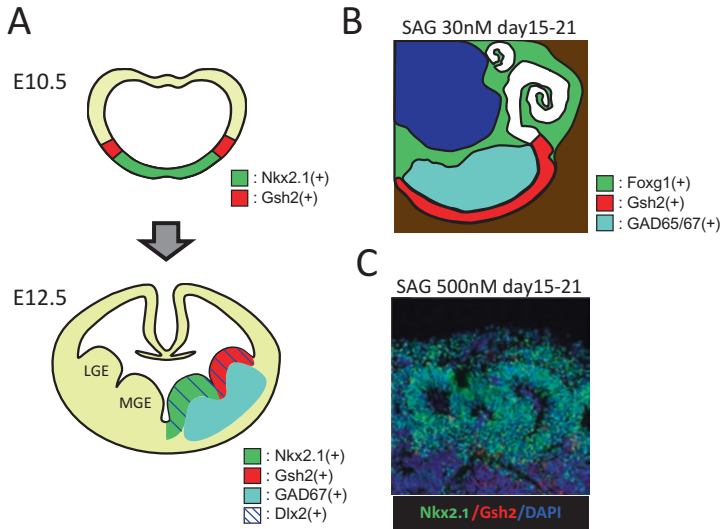 A
E10.5
: Nkx2.1(+)
: Gsh2(+)
E12.5
LGE
MGE
: Nkx2.1(+)
: Gsh2(+)
: GAD67(+)
: Dlx2(+)
B
SAG 30nM day15-21
: Foxg1(+)
: Gsh2(+)
: GAD65/67(+)
C
SAG 500nM day15-21
Nkx2.1/Gsh2/DAPI